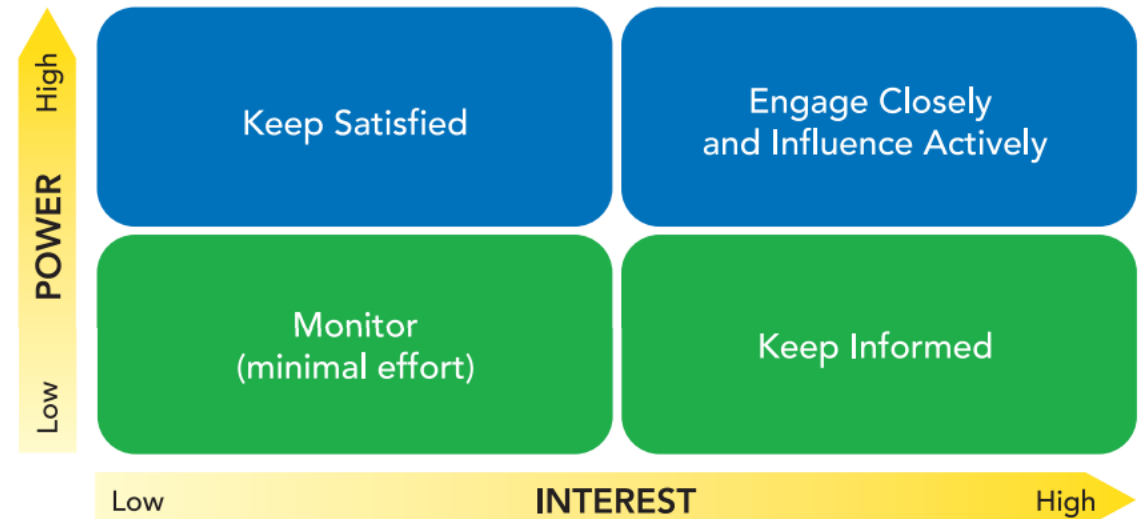 High
POWER
Low
Keep Satisfied
Engage Closely
and Influence Actively
Monitor
(minimal effort)
Keep Informed
Low
INTEREST
High